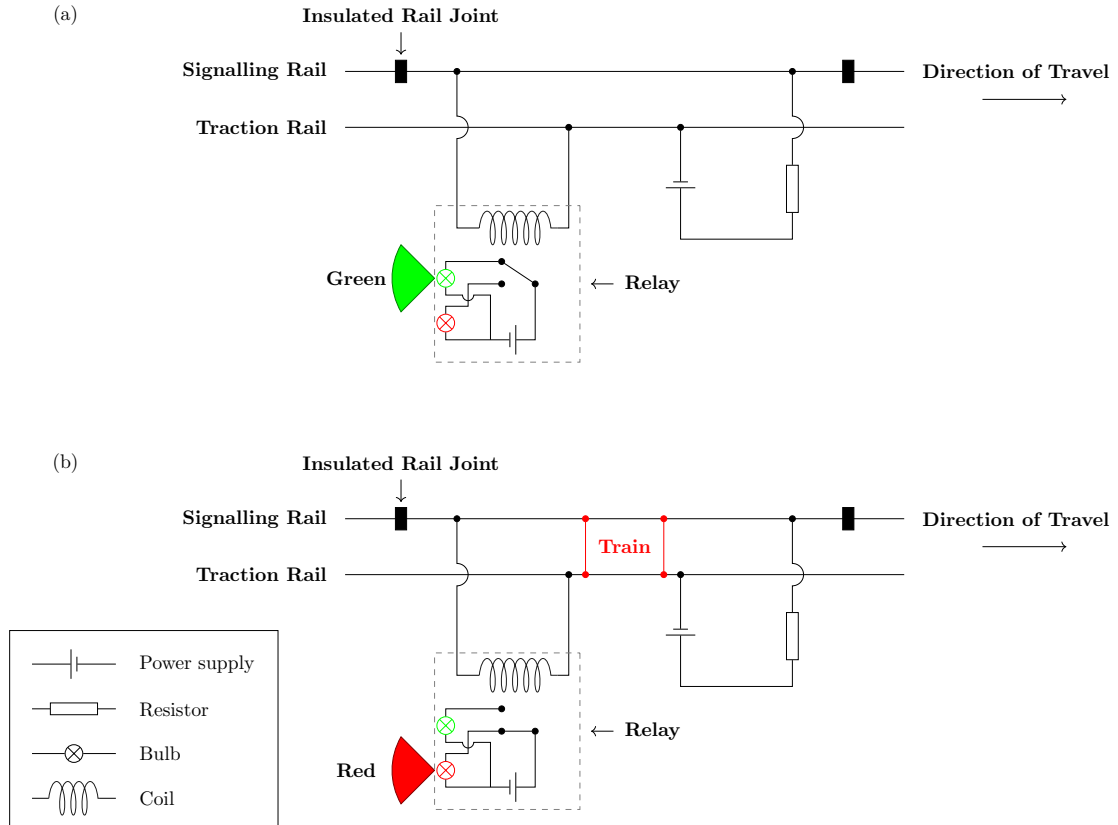 (a)
Insulated Rail Joint
Signalling Rail
Direction of Travel
Traction Rail
Green
Relay
(b)
Insulated Rail Joint
Signalling Rail
Direction of Travel
Train
Traction Rail
Relay
Red
Power supply
Resistor
Bulb
Coil